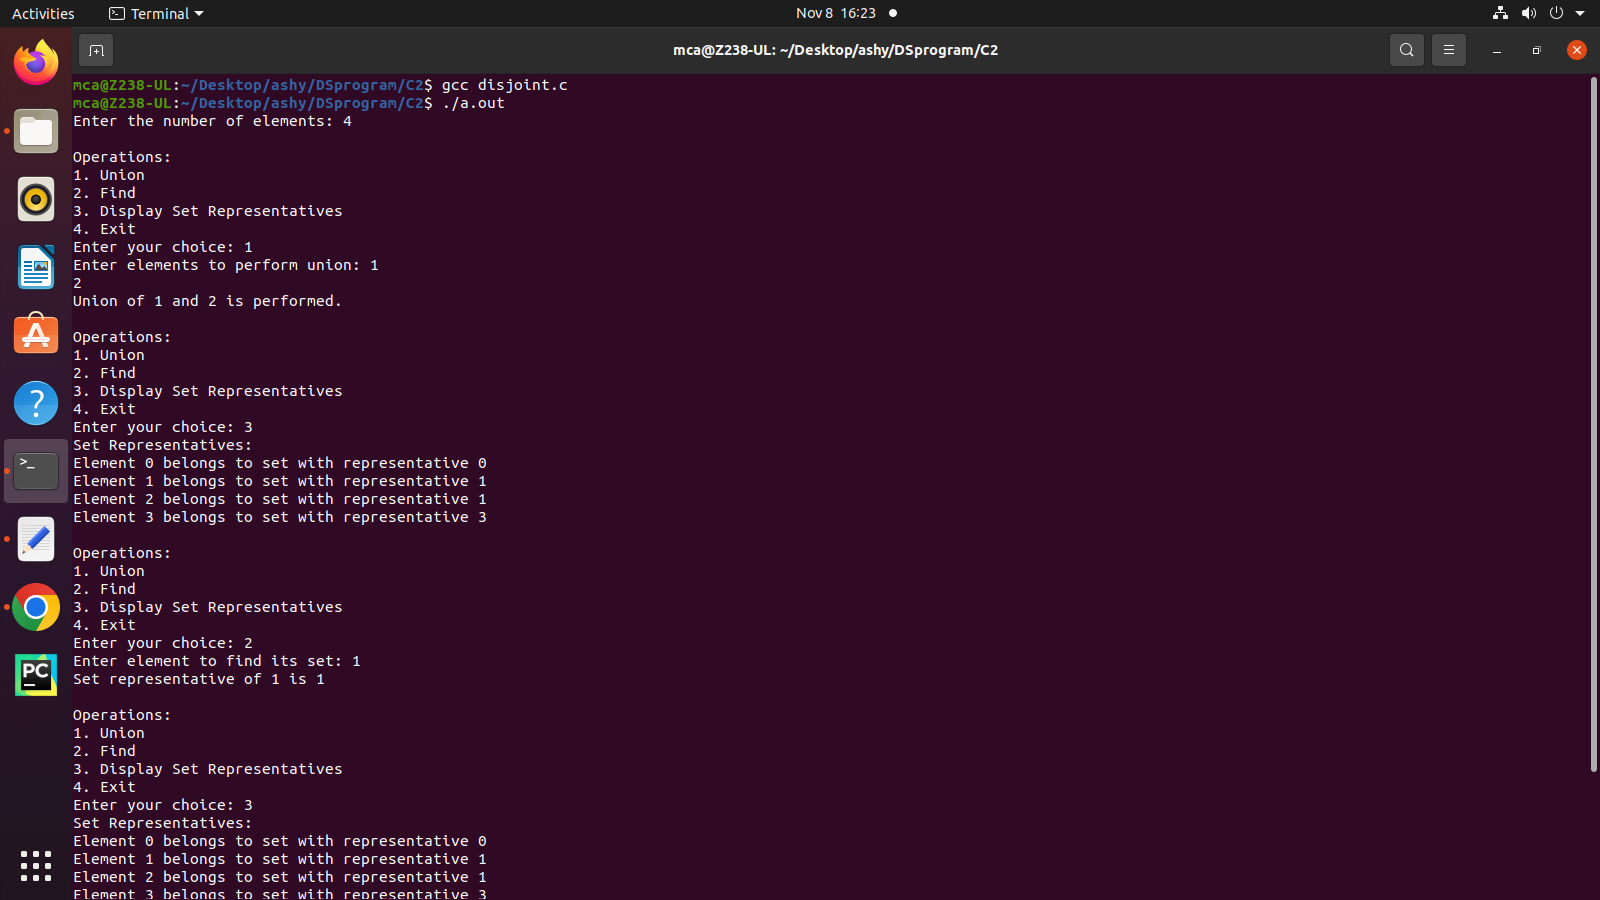 Activities Terminal Nov 8 16:23
mca@Z238-UL: ~/Desktop/ashy/DSprogram/C2
mca@Z238-UL:~/Desktop/ashy/DSprogram/C2$ gcc disjoint.c
mca@Z238-UL:~/Desktop/ashy/DSprogram/C2$ ./a.out
Enter the number of elements: 4
Operations:
1. Union
2. Find
3. Display Set Representatives
4. Exit
Enter your choice: 1
Enter elements to perform union: 1
2
Union of 1 and 2 is performed.
Operations:
1. Union
2. Find
3. Display Set Representatives
4. Exit
Enter your choice: 3
Set Representatives:
Element 0 belongs to set with representative 0
Element 1 belongs to set with representative 1
Element 2 belongs to set with representative 1
Element 3 belongs to set with representative 3
Operations:
1. Union
2. Find
3. Display Set Representatives
4. Exit
Enter your choice: 2
Enter element to find its set: 1
Set representative of 1 is 1
Operations:
1. Union
2. Find
3. Display Set Representatives
4. Exit
Enter your choice: 3
Set Representatives:
Element 0 belongs to set with representative 0
Element 1 belongs to set with representative 1
Element 2 belongs to set with representative 1
Element 3 belongs to set with representative 3
PC